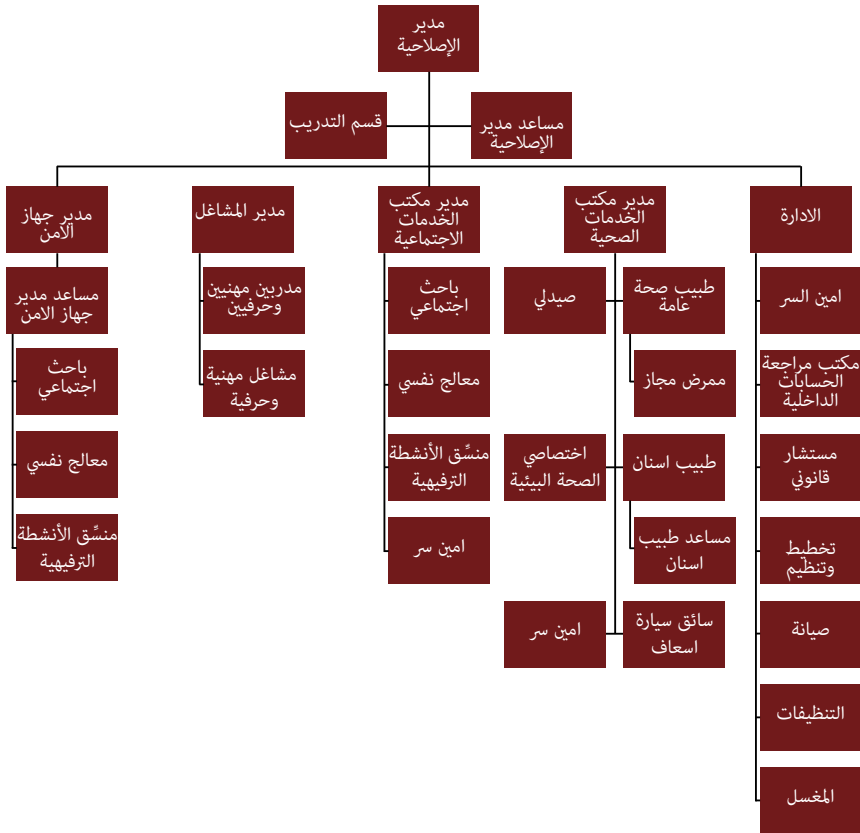 مدير
الإصلاحية
مساعد مدير
الإصلاحية
قسم التدريب
الادارة
امين السر
مكتب مراجعة
الحسابات
الداخلية
مستشار
قانوني
تخطيط
وتنظيم
صيانة
التنظيفات
المغسل
مدير مكتب
الخدمات
الصحية
طبيب صحة
عامة
صيدلي
ممرض مجاز
طبيب اسنان
اختصاصي
الصحة البيئية
مساعد طبيب
اسنان
سائق سيارة
اسعاف
امين سر
مدير مكتب
الخدمات
الاجتماعية
باحث
اجتماعي
معالج نفسي
منسِّق الأنشطة
الترفيهية
امين سر
مدير المشاغل
مدربين مهنيين
وحرفيين
مشاغل مهنية
وحرفية
مدير جهاز
الامن
مساعد مدير
جهاز الامن
باحث
اجتماعي
معالج نفسي
منسِّق الأنشطة
الترفيهية